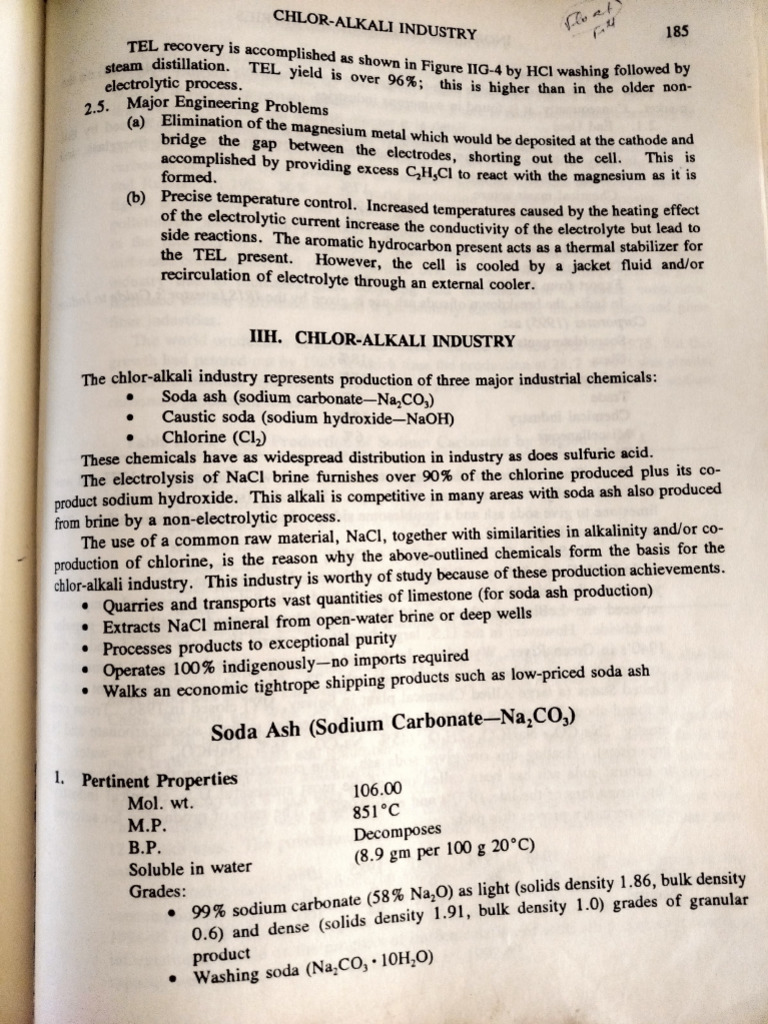 CHLOR-ALKALI INDUSTRY
185
TEL recovery is accomplished as shown in Figure IIG-4 by HCl washing followed by
steam distillation. TEL yield is over 96%; this is higher than in the older non-
electrolytic process.
2.5. Major Engineering Problems
(a) Elimination of the magnesium metal which would be deposited at the cathode and
bridge the gap between the electrodes, shorting out the cell. This is
accomplished by providing excess C₂H₅Cl to react with the magnesium as it is
formed.
(b) Precise temperature control. Increased temperatures caused by the heating effect
of the electrolytic current increase the conductivity of the electrolyte but lead to
side reactions. The aromatic hydrocarbon present acts as a thermal stabilizer for
the TEL present. However, the cell is cooled by a jacket fluid and/or
recirculation of electrolyte through an external cooler.
IIH. CHLOR-ALKALI INDUSTRY
The chlor-alkali industry represents production of three major industrial chemicals:
• Soda ash (sodium carbonate—Na₂CO₃)
• Caustic soda (sodium hydroxide—NaOH)
• Chlorine (Cl₂)
These chemicals have as widespread distribution in industry as does sulfuric acid.
The electrolysis of NaCl brine furnishes over 90% of the chlorine produced plus its co-
product sodium hydroxide. This alkali is competitive in many areas with soda ash also produced
from brine by a non-electrolytic process.
The use of a common raw material, NaCl, together with similarities in alkalinity and/or co-
production of chlorine, is the reason why the above-outlined chemicals form the basis for the
chlor-alkali industry. This industry is worthy of study because of these production achievements.
• Quarries and transports vast quantities of limestone (for soda ash production)
• Extracts NaCl mineral from open-water brine or deep wells
• Processes products to exceptional purity
• Operates 100% indigenously—no imports required
• Walks an economic tightrope shipping products such as low-priced soda ash
Soda Ash (Sodium Carbonate—Na₂CO₃)
1. Pertinent Properties
Mol. wt. 106.00
M.P. 851°C
B.P. Decomposes
Soluble in water (8.9 gm per 100 g 20°C)
Grades:
• 99% sodium carbonate (58% Na₂O) as light (solids density 1.86, bulk density
0.6) and dense (solids density 1.91, bulk density 1.0) grades of granular
product
• Washing soda (Na₂CO₃ · 10H₂O)